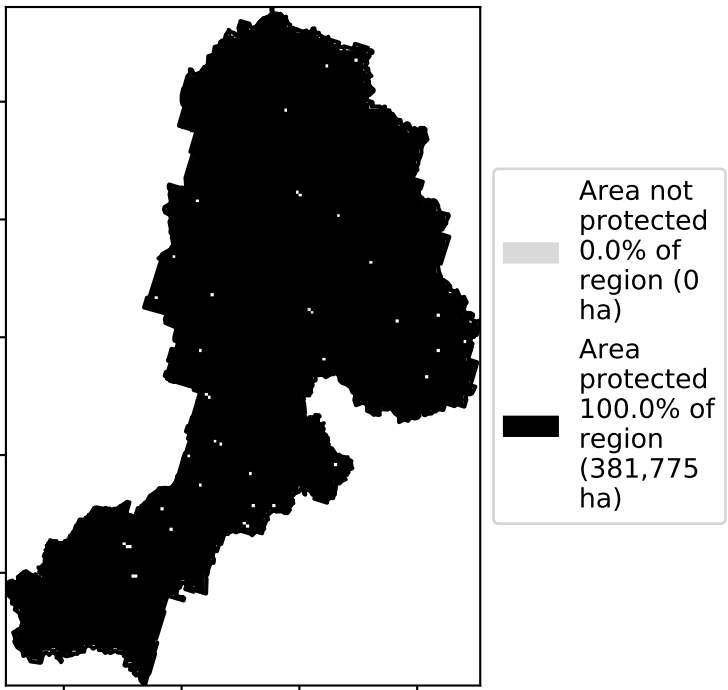 Area not
protected
0.0% of
region (0
ha)
Area
protected
100.0% of
region
(381,775
ha)